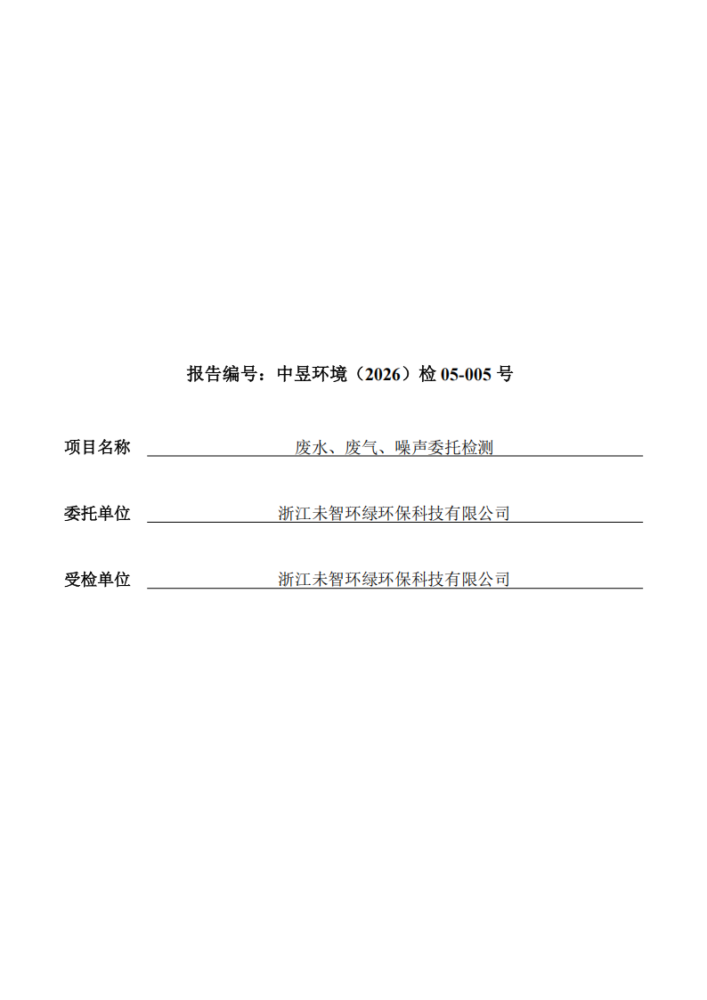 报告编号：中昱环境（2026）检 05-005 号
项目名称 废水、废气、噪声委托检测
委托单位 浙江未智环绿环保科技有限公司
受检单位 浙江未智环绿环保科技有限公司